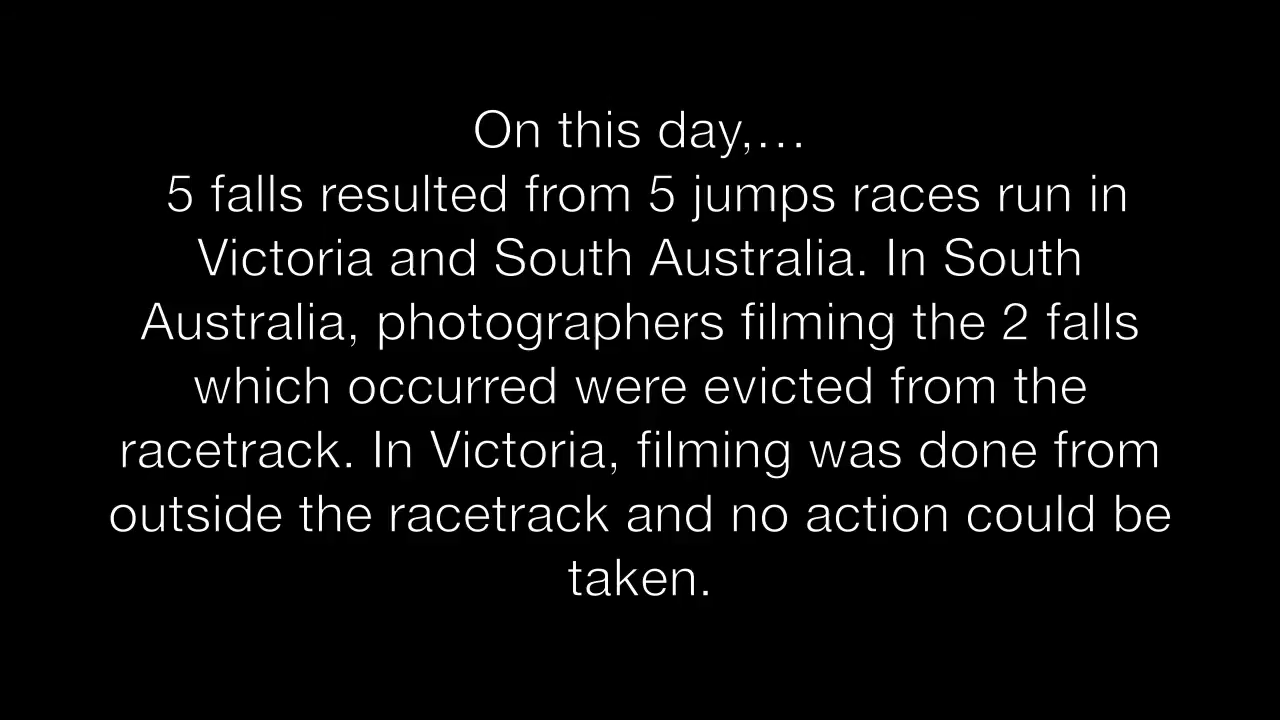 On this day,...
5 falls resulted from 5 jumps races run in
Victoria and South Australia. In South
Australia, photographers filming the 2 falls
which occurred were evicted from the
racetrack. In Victoria, filming was done from
outside the racetrack and no action could be
taken.